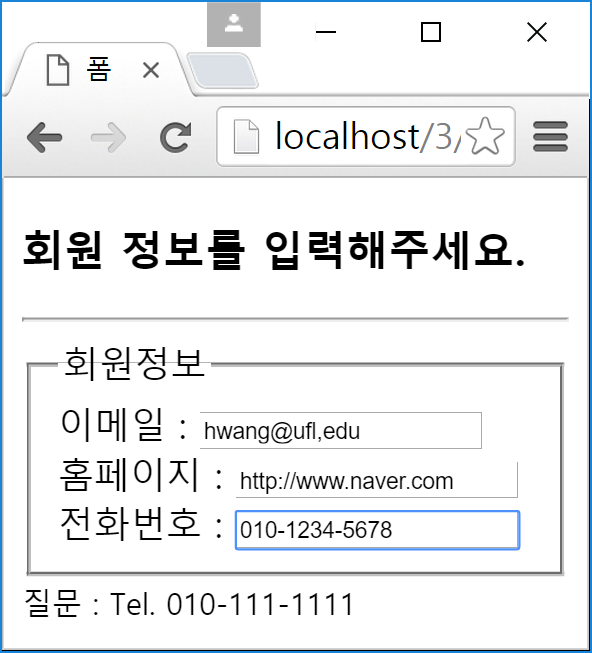 폼
localhost/3/
회원 정보를 입력해주세요.
회원정보
이메일 : hwang@ufl,edu
홈페이지 : http://www.naver.com
전화번호 : 010-1234-5678
질문 : Tel. 010-111-1111